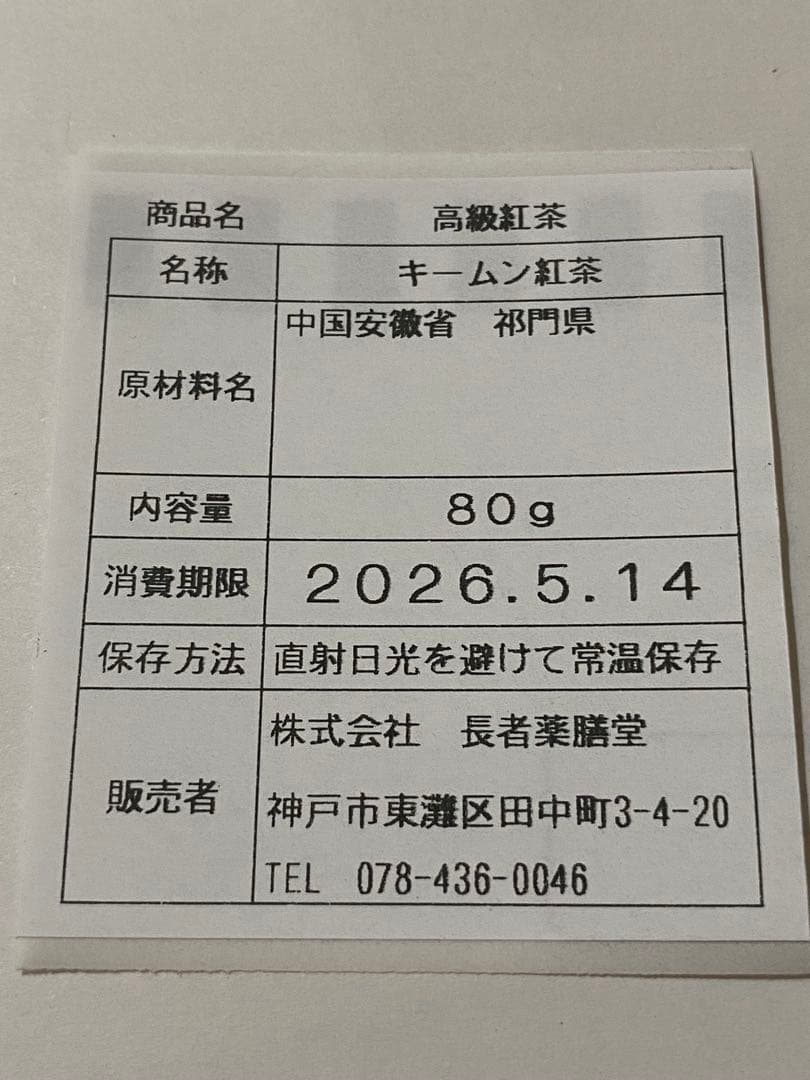 商品名　高級紅茶
名称　キームン紅茶
原材料名　中国安徽省　祁門県
内容量　80g
消費期限　2026.5.14
保存方法　直射日光を避けて常温保存
販売者　株式会社　長者薬膳堂
神戸市東灘区田中町3-4-20
TEL　078-436-0046